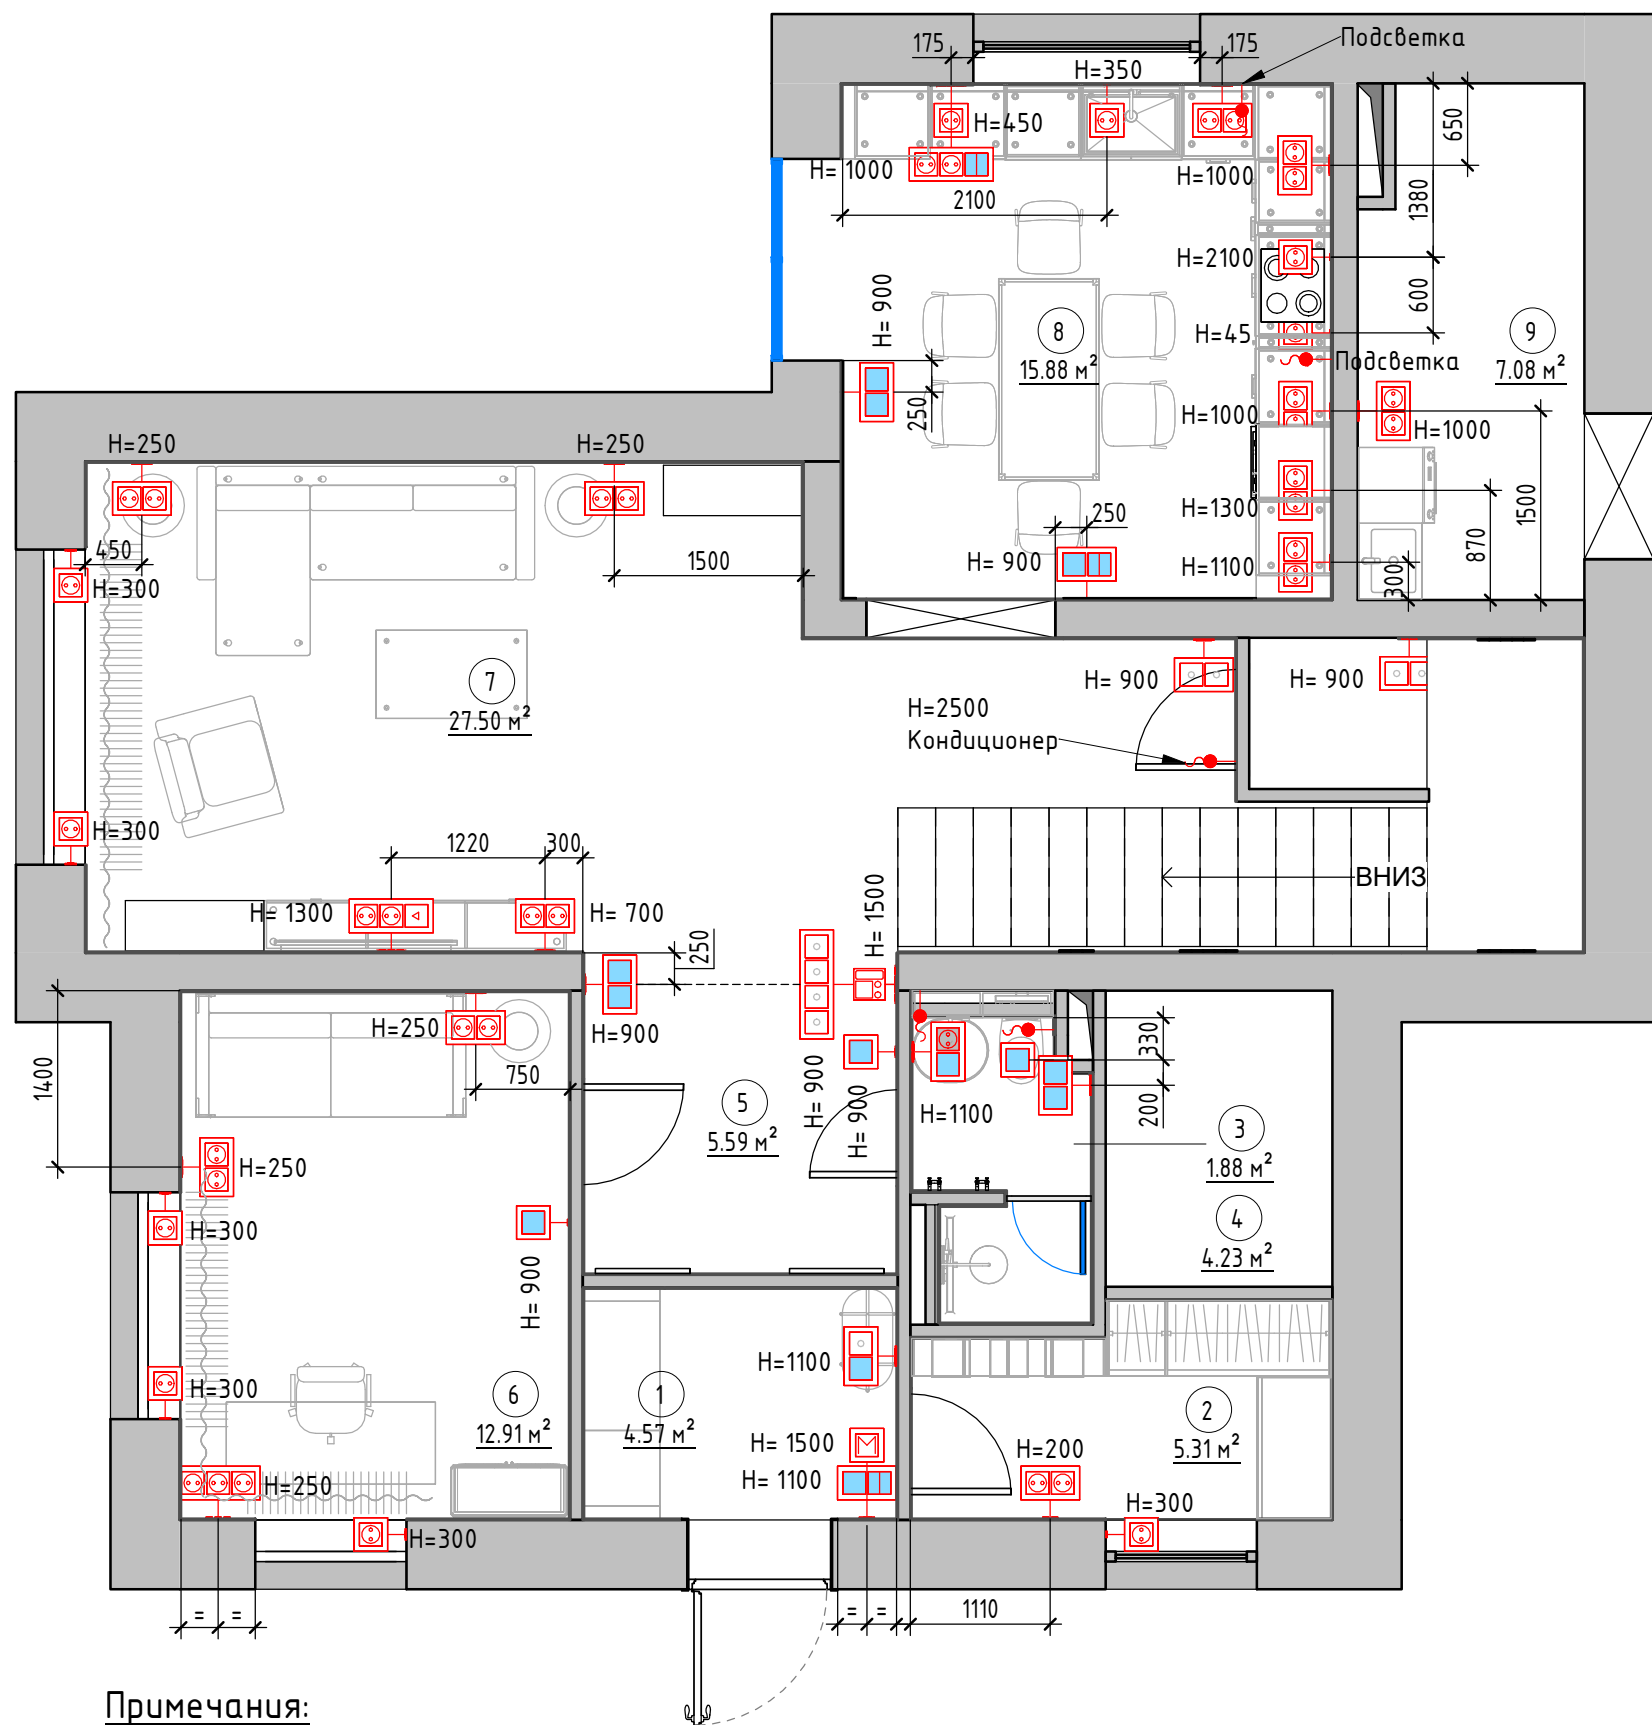 175
175
Подсветка
H=350
H=450
650
H= 1000
H=1000
2100
1380
H=2100
600
H= 900
8
15.88 м²
H=45
9
7.08 м²
Подсветка
250
H=1000
H=1000
H=250
H=250
1500
H=1300
870
250
450
1500
H= 900
H=1100
300
H=300
7
27.50 м²
H= 900
H= 900
H=2500
Кондиционер
H=300
1220
300
ВНИЗ
H= 1300
H= 700
H= 1500
250
H=250
H=900
330
1400
750
H= 900
H= 900
5
5.59 м²
H=1100
200
3
1.88 м²
H=250
4
4.23 м²
H=300
H= 900
H=1100
H=300
6
12.91 м²
1
4.57 м²
2
5.31 м²
H= 1500
H=200
H=250
H= 1100
H=300
H=300
=
=
=
=
1110
Примечания: